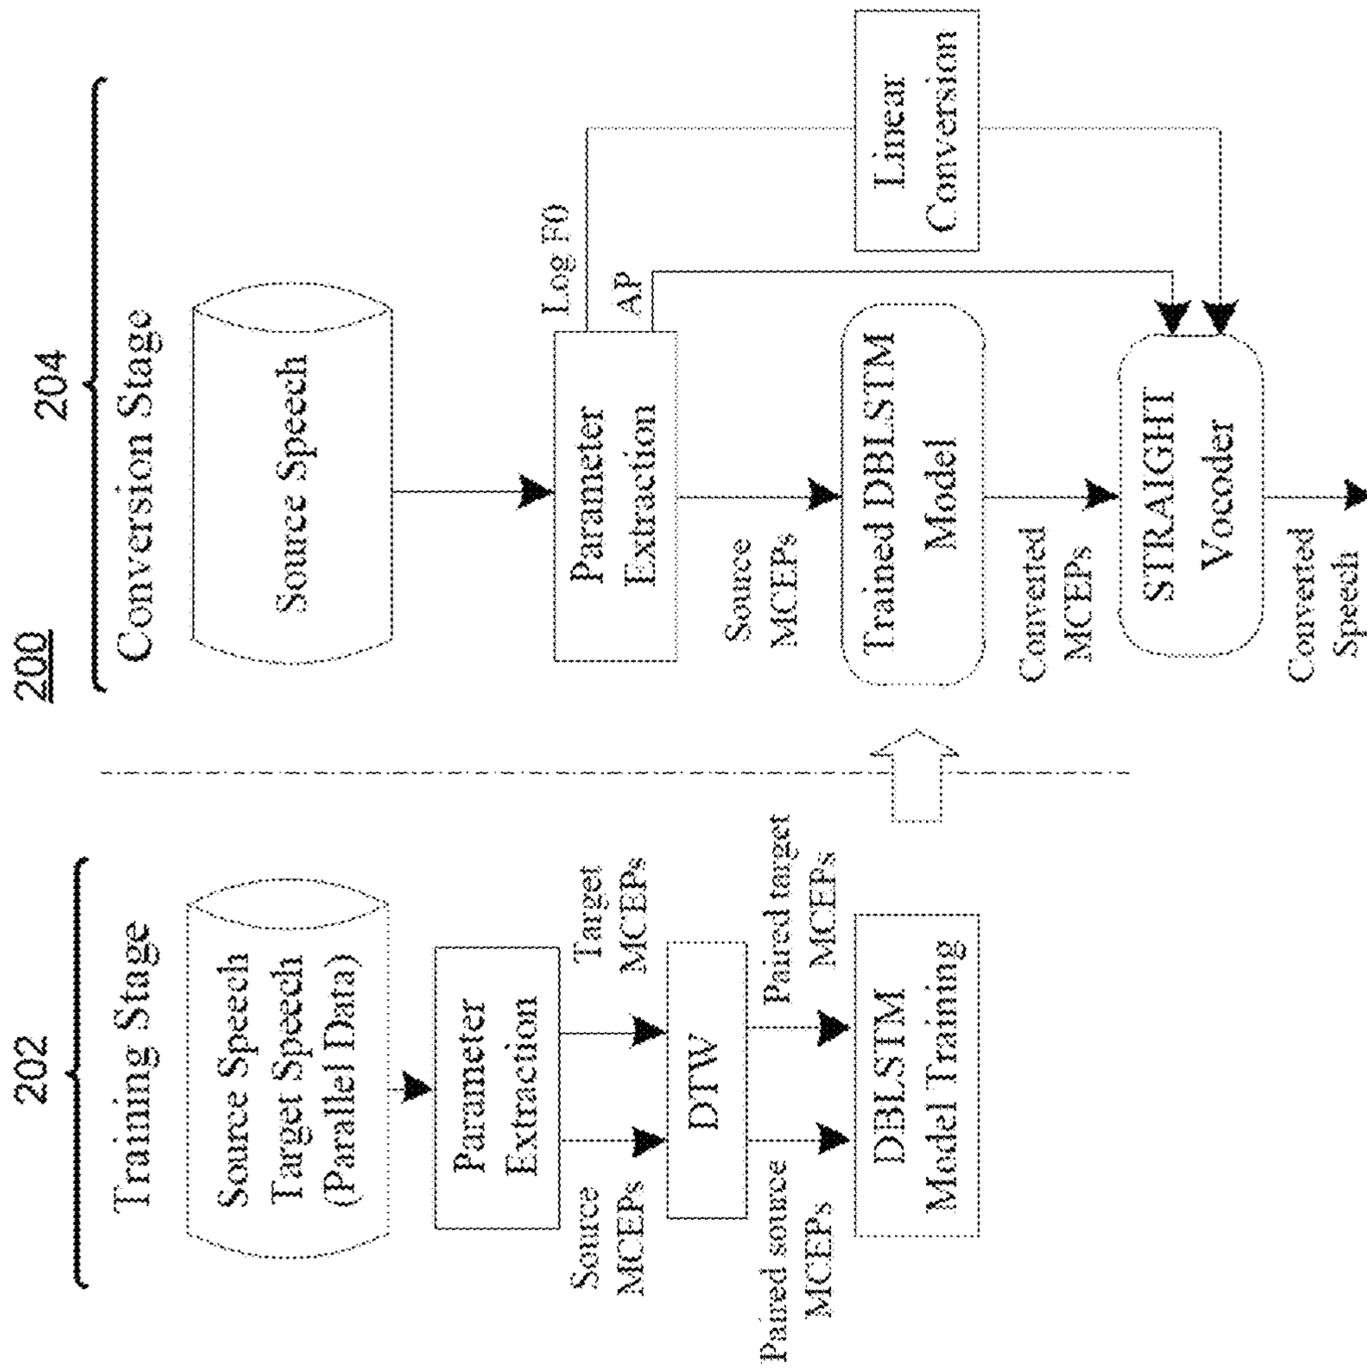 200
202
Training Stage
Source Speech
Target Speech
(Parallel Data)
Parameter
Extraction
Source
MCEPs
Target
MCEPs
DTW
Paired source
MCEPs
Paired target
MCEPs
DBLSTM
Model Training
204
Conversion Stage
Source Speech
Parameter
Extraction
Log F0
AP
Source
MCEPs
Trained DBLSTM
Model
Linear
Conversion
Converted
MCEPs
STRAIGHT
Vocoder
Converted
Speech